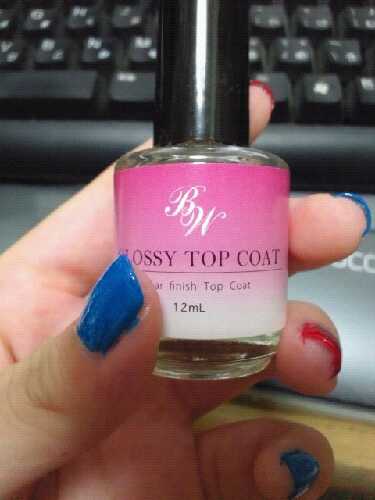 BW
LOSSY TOP COAT
ar finish Top Coat
12mL